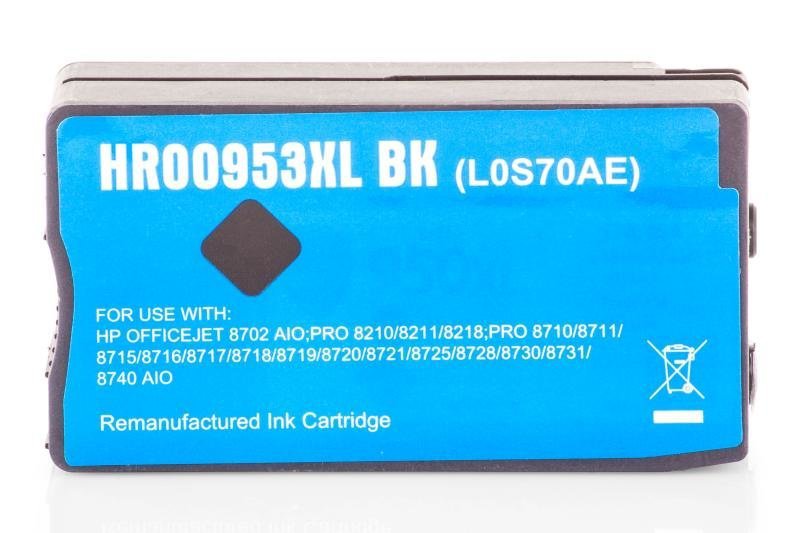 HR00953XL BK (L0S70AE)
FOR USE WITH:
HP OFFICEJET 8702 AIO;PRO 8210/8211/8218;PRO 8710/8711/
8715/8716/8717/8718/8719/8720/8721/8725/8728/8730/8731/
8740 AIO
Remanufactured Ink Cartridge